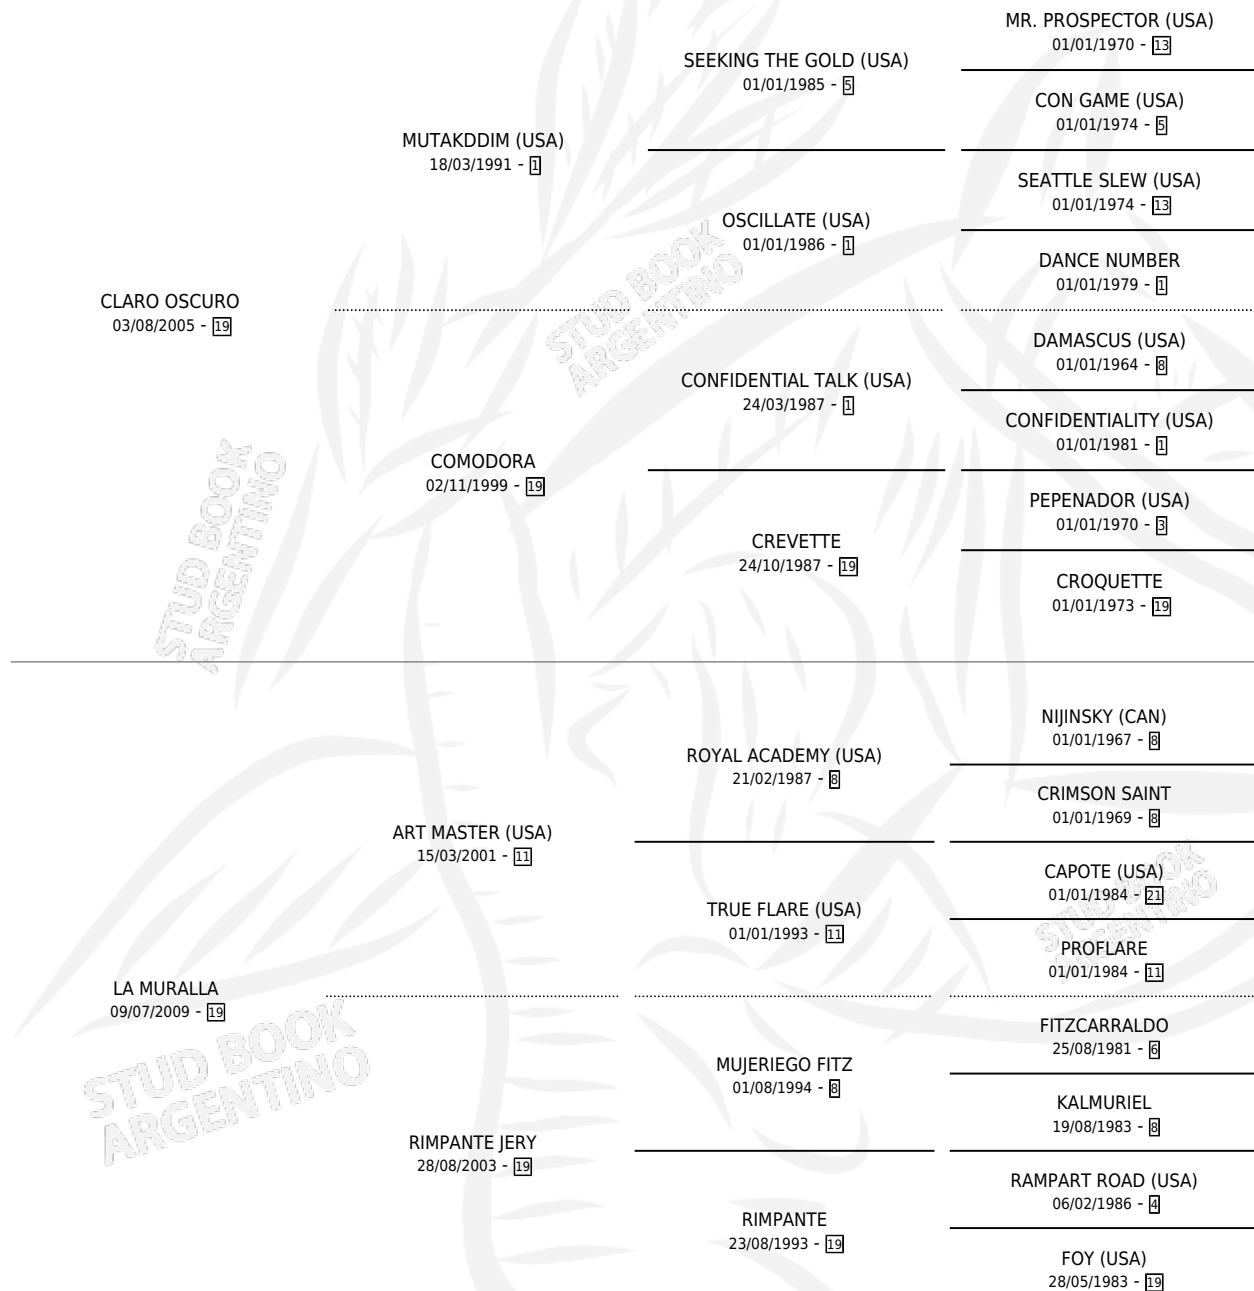 MR. PROSPECTOR (USA)
01/01/1970 - 13
SEEKING THE GOLD (USA)
01/01/1985 - 5
CON GAME (USA)
01/01/1974 - 5
MUTAKDDIM (USA)
18/03/1991 - 1
SEATTLE SLEW (USA)
01/01/1974 - 13
OSCILLATE (USA)
01/01/1986 - 1
DANCE NUMBER
01/01/1979 - 1
CLARO OSCURO
03/08/2005 - 19
STUD BOOK
ARGENTINO
DAMASCUS (USA)
01/01/1964 - 8
CONFIDENTIAL TALK (USA)
24/03/1987 - 1
CONFIDENTIALITY (USA)
01/01/1981 - 1
COMODORA
02/11/1999 - 19
PEPENADOR (USA)
01/01/1970 - 3
CREVETTE
24/10/1987 - 19
CROQUETTE
01/01/1973 - 19
STUD BOOK
ARGENTINO
NIJINSKY (CAN)
01/01/1967 - 8
ROYAL ACADEMY (USA)
21/02/1987 - 8
CRIMSON SAINT
01/01/1969 - 8
ART MASTER (USA)
15/03/2001 - 11
CAPOTE (USA)
01/01/1984 - 21
TRUE FLARE (USA)
01/01/1993 - 11
PROFLARE
01/01/1984 - 11
STUD BOOK
ARGENTINO
LA MURALLA
09/07/2009 - 19
FITZCARRALDO
25/08/1981 - 6
MUJERIEGO FITZ
01/08/1994 - 8
KALMURIEL
19/08/1983 - 8
STUD BOOK
ARGENTINO
RIMPANTE JERY
28/08/2003 - 19
RAMPART ROAD (USA)
06/02/1986 - 4
RIMPANTE
23/08/1993 - 19
FOY (USA)
28/05/1983 - 19